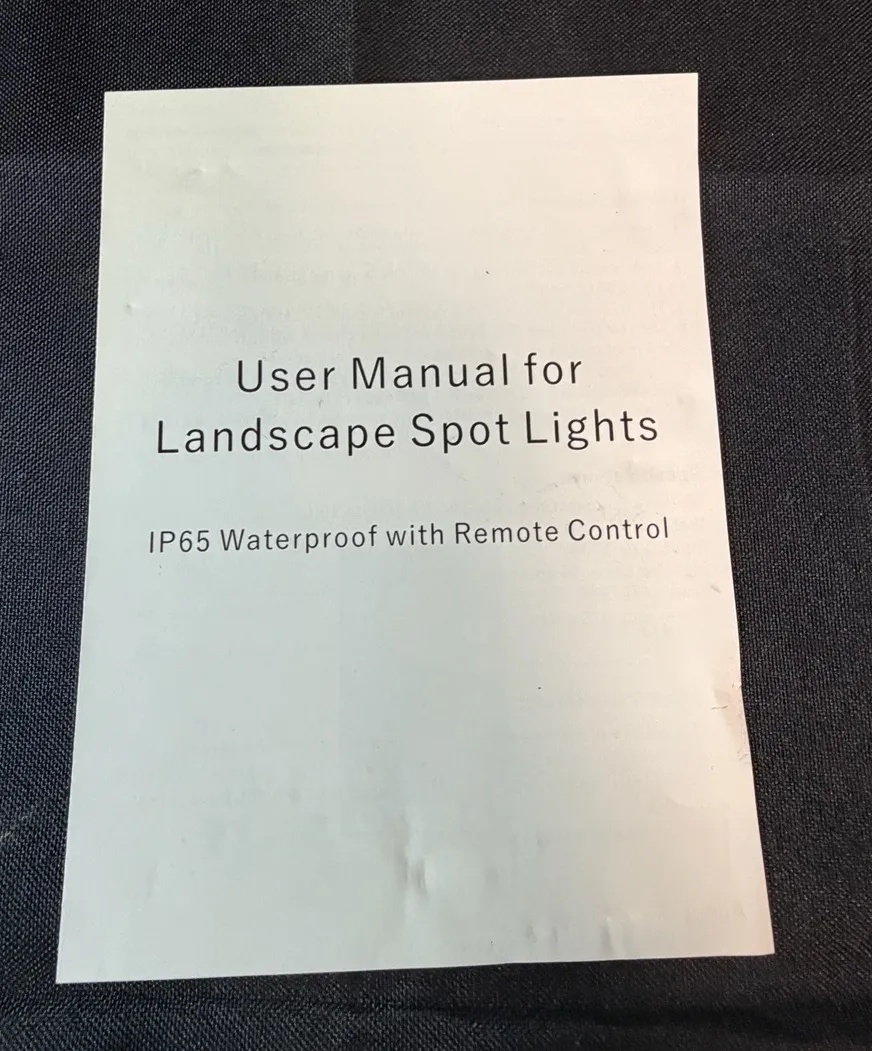 User Manual for
Landscape Spot Lights
IP65 Waterproof with Remote Control